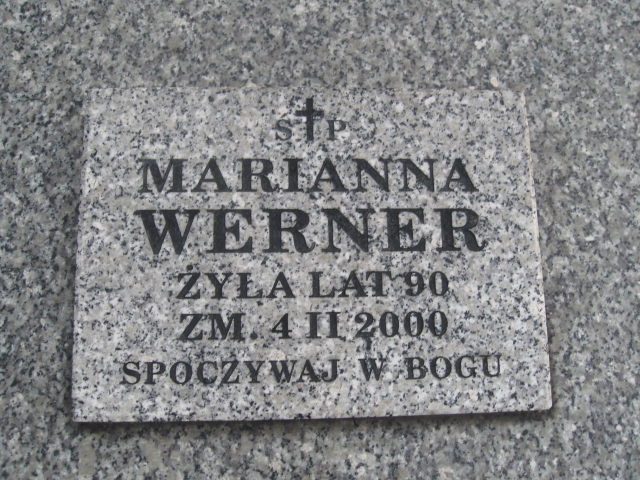 Ś✝P
MARIANNA
WERNER
ŻYŁA LAT 90
ZM. 4 II 2000
SPOCZYWAJ W BOGU